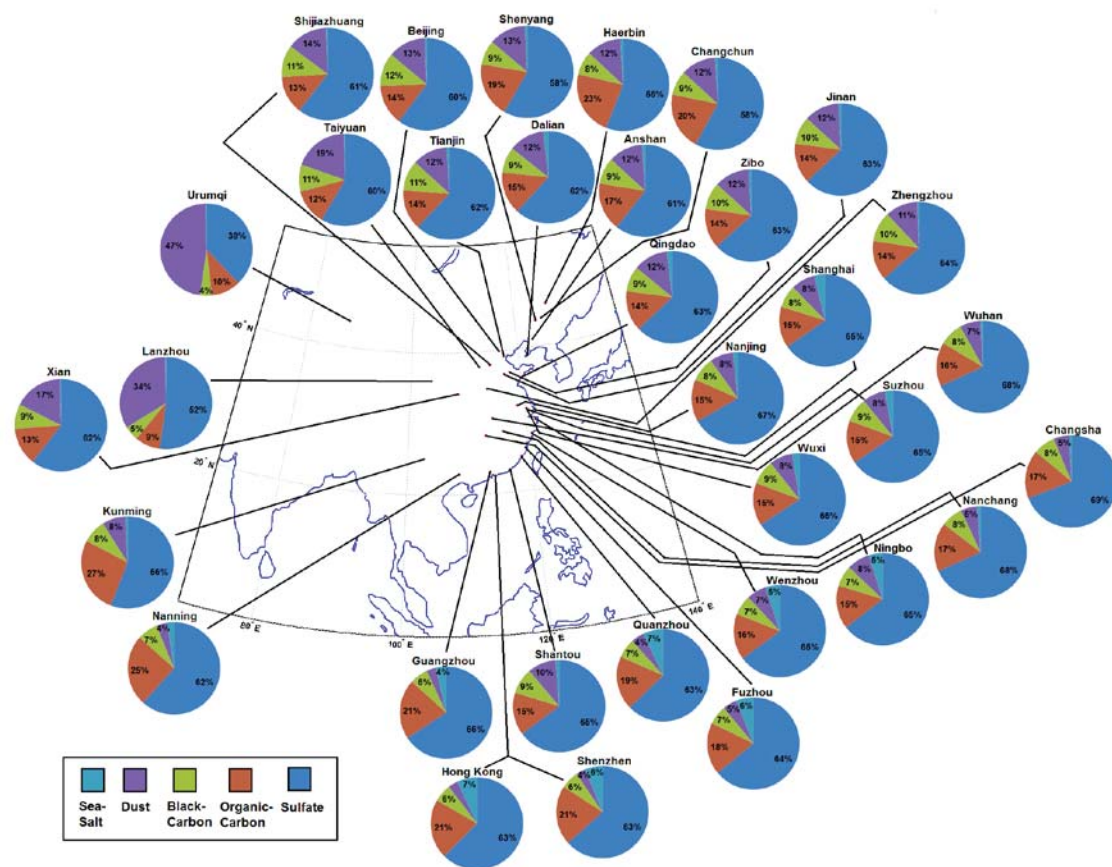 Shijiazhuang
14%
11%
13%
61%
Beijing
13%
12%
14%
60%
Shenyang
13%
9%
19%
58%
Haerbin
12%
8%
23%
Changchun
12%
9%
20%
58%
Jinan
12%
10%
14%
63%
Taiyuan
19%
11%
12%
60%
Tianjin
12%
11%
14%
62%
Dalian
12%
9%
15%
62%
Anshan
12%
9%
17%
61%
Zibo
12%
10%
14%
63%
Zhengzhou
11%
10%
14%
64%
Urumqi
47%
4%
10%
Qingdao
12%
9%
14%
63%
Shanghai
8%
8%
15%
65%
Wuhan
7%
8%
16%
68%
Xian
17%
9%
13%
62%
Lanzhou
34%
5%
9%
52%
Nanjing
8%
8%
15%
67%
Suzhou
8%
9%
15%
65%
Changsha
5%
8%
17%
69%
Wuxi
8%
9%
15%
Nanchang
6%
8%
17%
68%
Kunming
8%
8%
27%
Ningbo
5%
8%
7%
15%
65%
Wenzhou
7%
7%
16%
Nanning
4%
7%
25%
62%
Guangzhou
4%
6%
21%
66%
Shantou
10%
9%
15%
Quanzhou
7%
4%
7%
19%
63%
Fuzhou
6%
5%
7%
18%
64%
Hong Kong
7%
6%
21%
63%
Shenzhen
6%
4%
6%
21%
63%
40° N
20° N
80° E
100° E
120° E
140° E
Sea-
Salt
Dust
Black-
Carbon
Organic-
Carbon
Sulfate